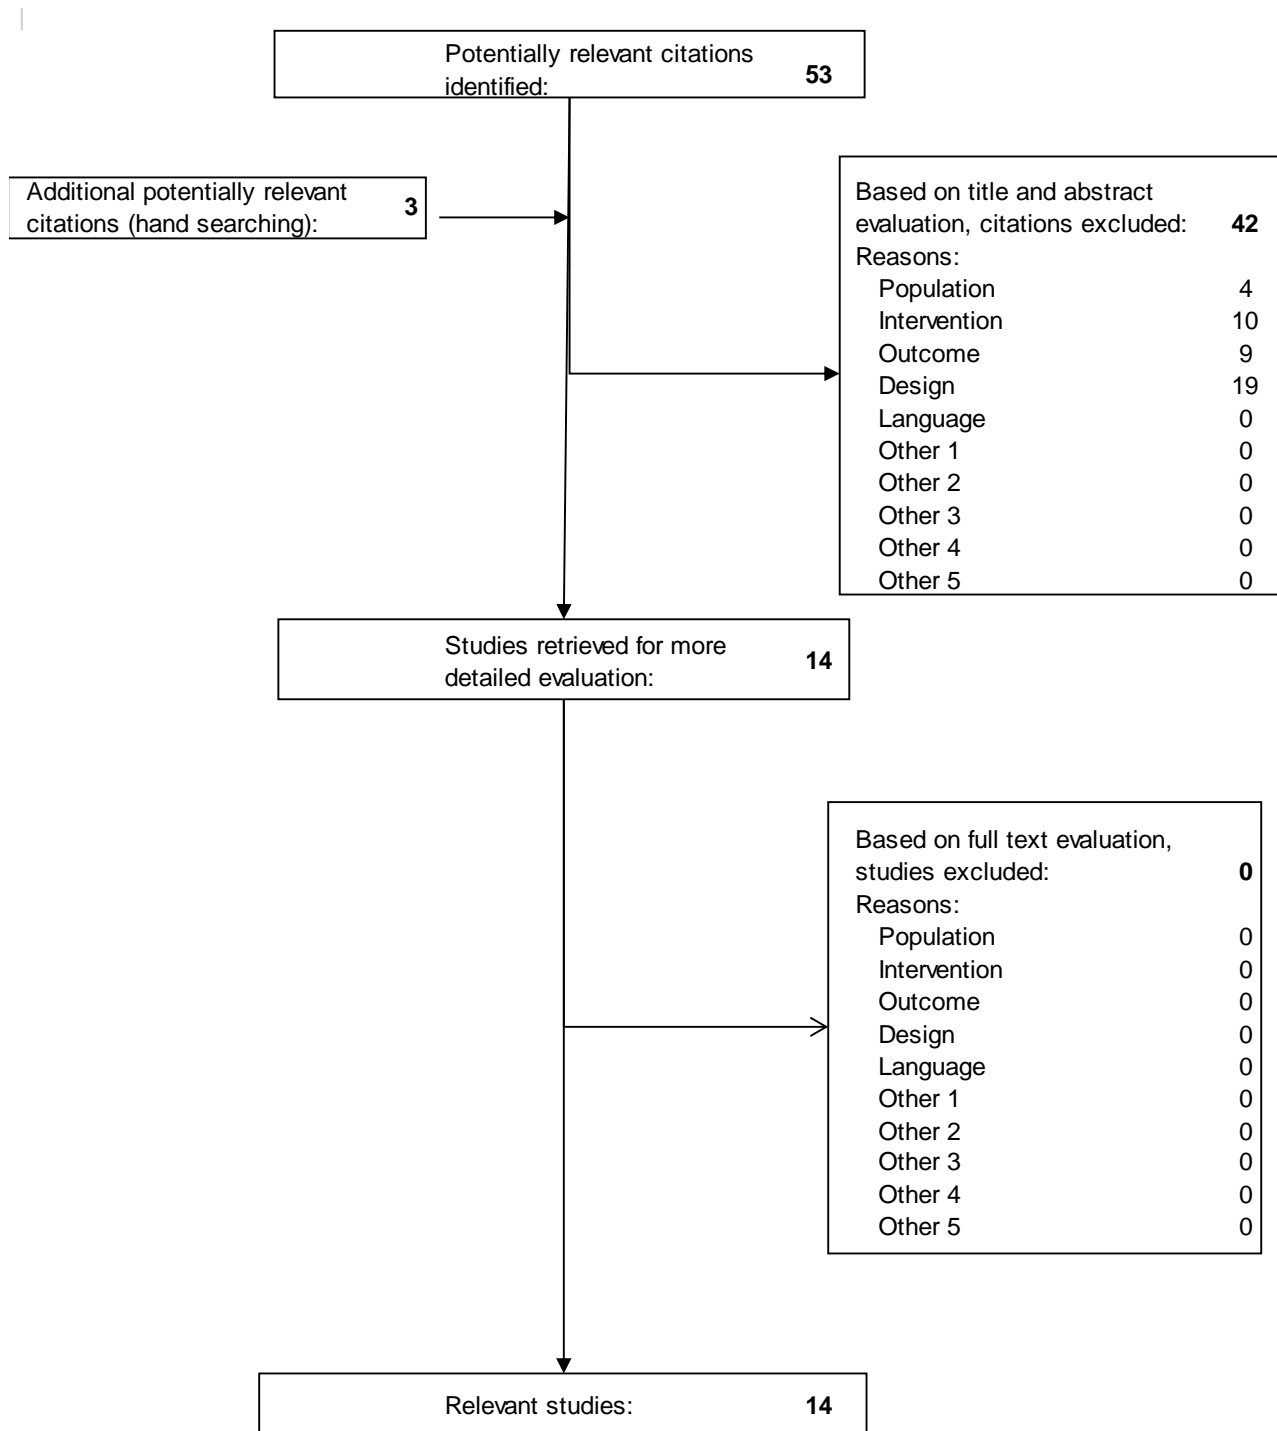 Potentially relevant citations
identified: 53
Additional potentially relevant
citations (hand searching): 3
Based on title and abstract
evaluation, citations excluded: 42
Reasons:
Population 4
Intervention 10
Outcome 9
Design 19
Language 0
Other 1 0
Other 2 0
Other 3 0
Other 4 0
Other 5 0
Studies retrieved for more
detailed evaluation: 14
Based on full text evaluation,
studies excluded: 0
Reasons:
Population 0
Intervention 0
Outcome 0
Design 0
Language 0
Other 1 0
Other 2 0
Other 3 0
Other 4 0
Other 5 0
Relevant studies: 14